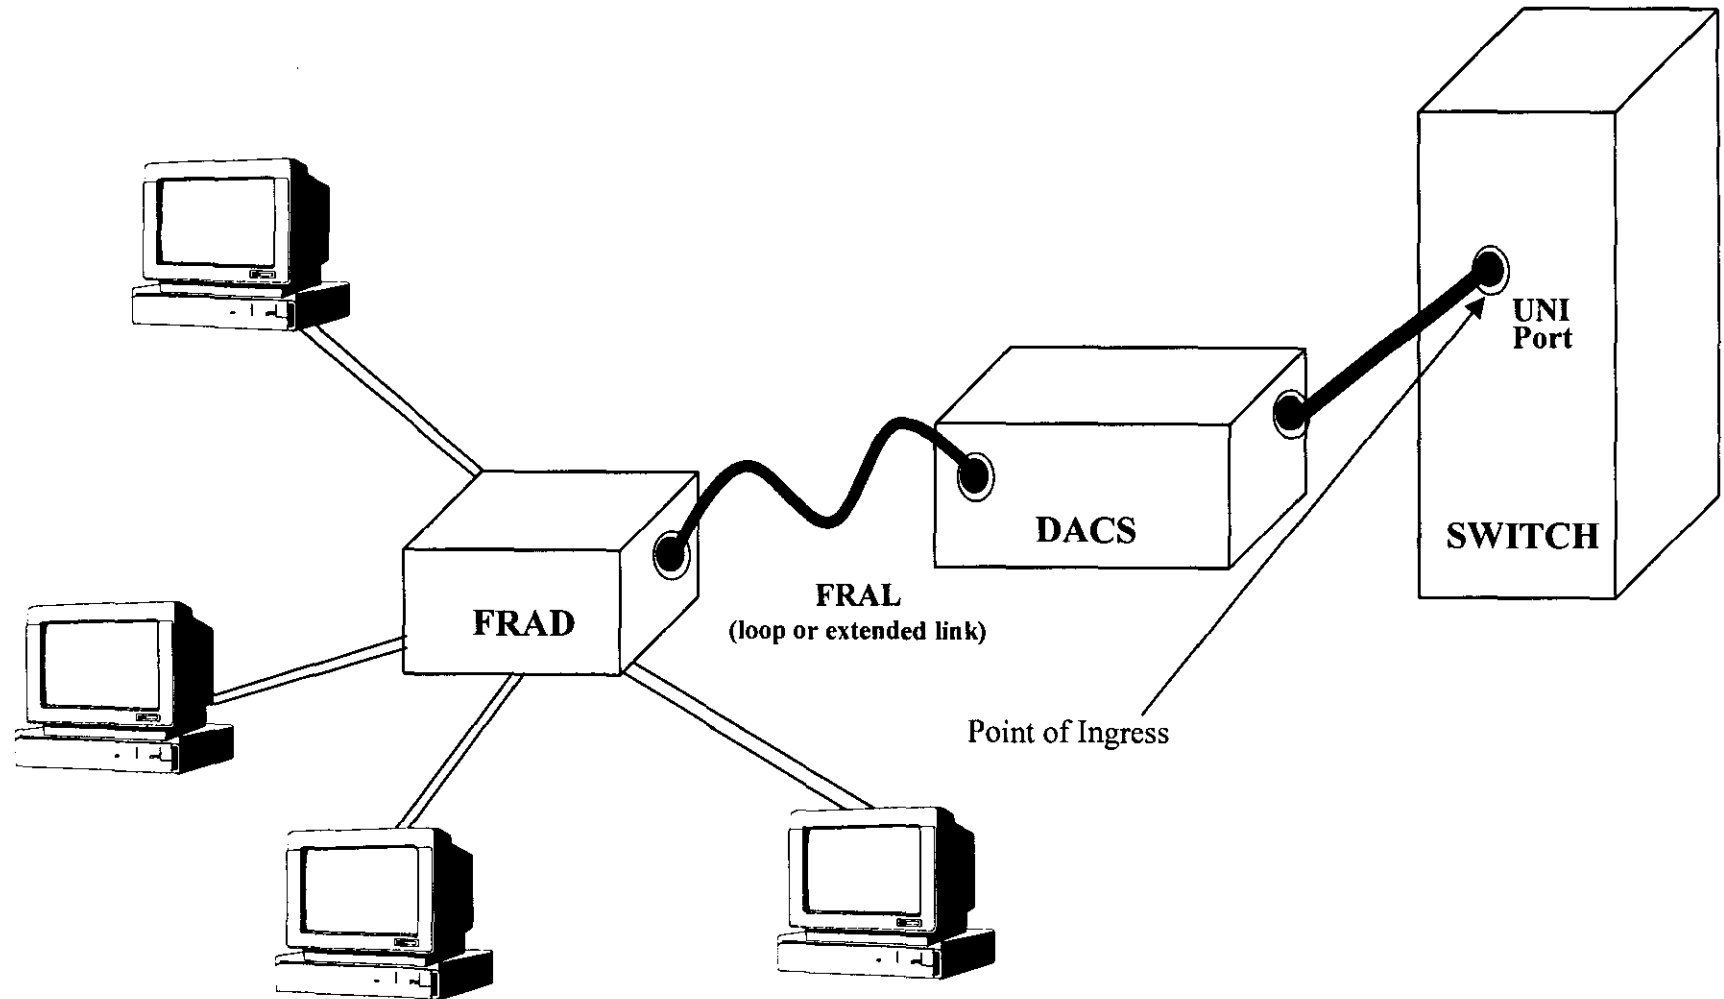 UNI
Port
DACS
SWITCH
FRAL
(loop or extended link)
FRAD
Point of Ingress